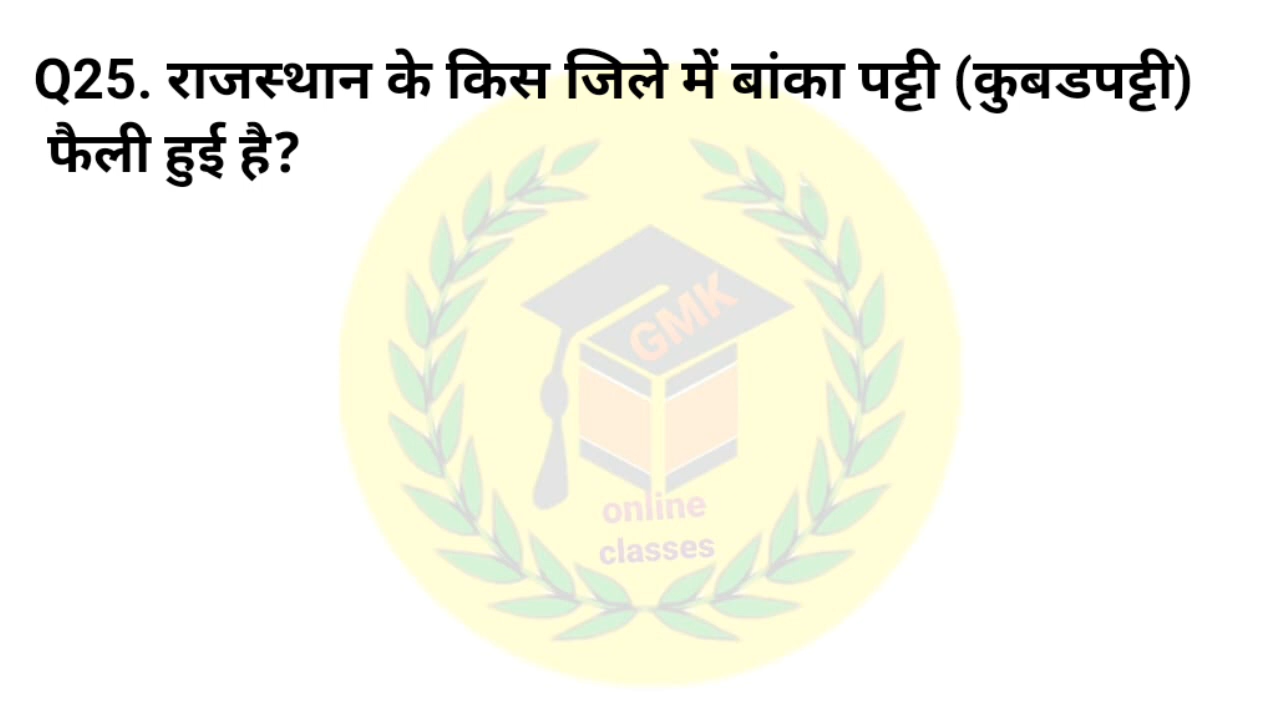 Q25. राजस्थान के किस जिले में बांका पट्टी (कुबडपट्टी)
फैली हुई है?
GMK
online
classes